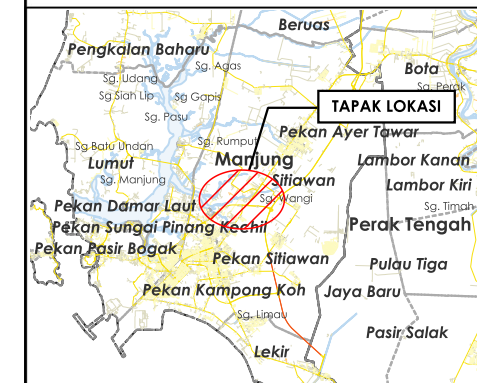 Beruas
Pengkalan Baharu
Sg. Agas
Bota
Sg. Udang
Sg. Perak
Sg Siah Lip
Sg Gapis
TAPAK LOKASI
Sg. Pasu
Pekan Ayer Tawar
Sg. Rumput
Sg Batu Undan
Manjung
Lambor Kanan
Lumut
Sg. Manjung
Sitiawan
Lambor Kiri
Sg. Wangi
Pekan Damar Laut
Sg. Timah
Pekan Sungai Pinang Kechil
Perak Tengah
Pekan Pasir Bogak
Pekan Sitiawan
Pulau Tiga
Pekan Kampong Koh
Jaya Baru
Sg. Limau
Pasir Salak
Lekir